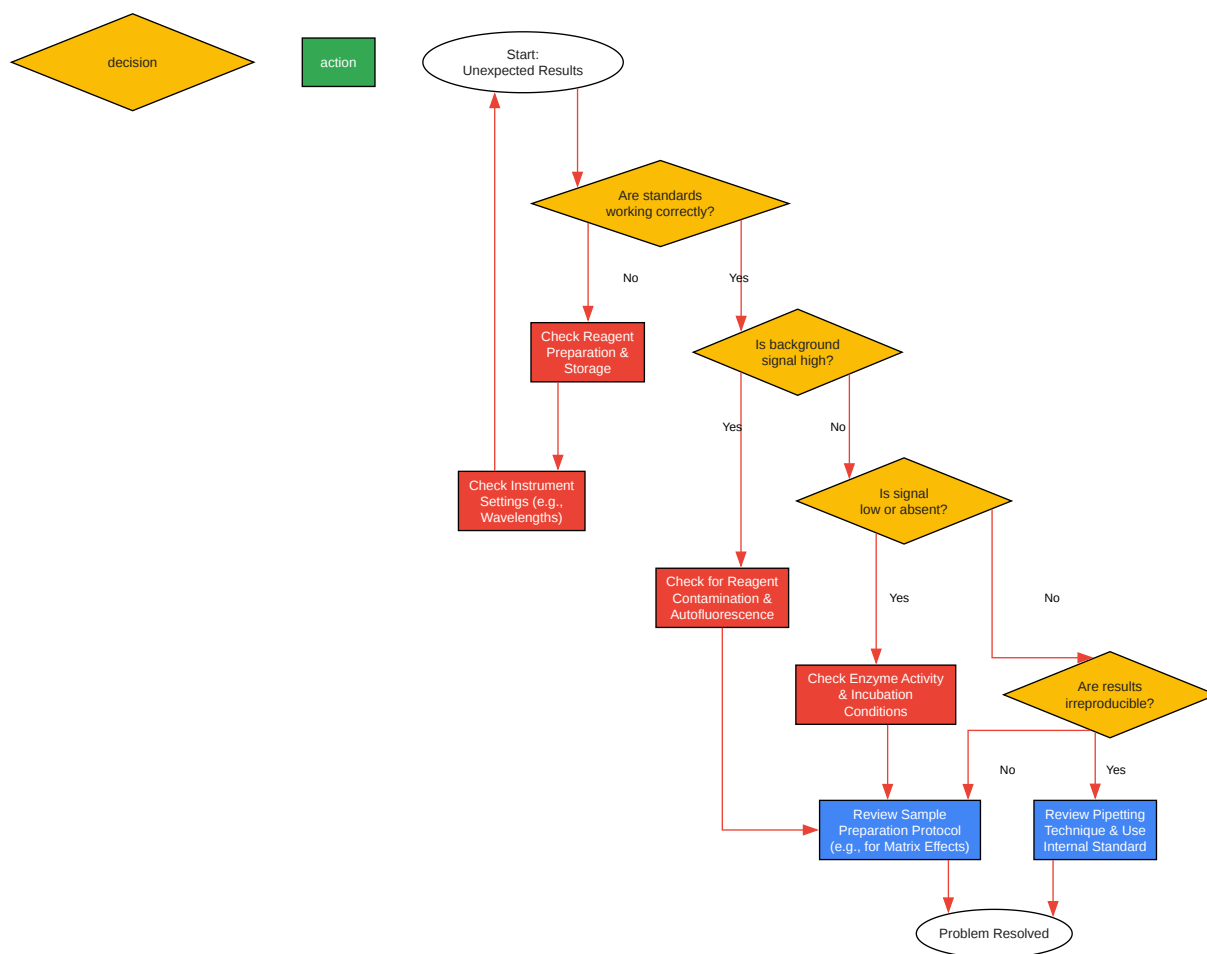 decision
action
Start:
Unexpected Results
Are standards
working correctly?
No
Yes
Check Reagent
Preparation &
Storage
Is background
signal high?
Yes
No
Check Instrument
Settings (e.g.,
Wavelengths)
Is signal
low or absent?
Check for Reagent
Contamination &
Autofluorescence
Yes
No
Check Enzyme Activity
& Incubation
Conditions
Are results
irreproducible?
No
Yes
Review Sample
Preparation Protocol
(e.g., for Matrix Effects)
Review Pipetting
Technique & Use
Internal Standard
Problem Resolved